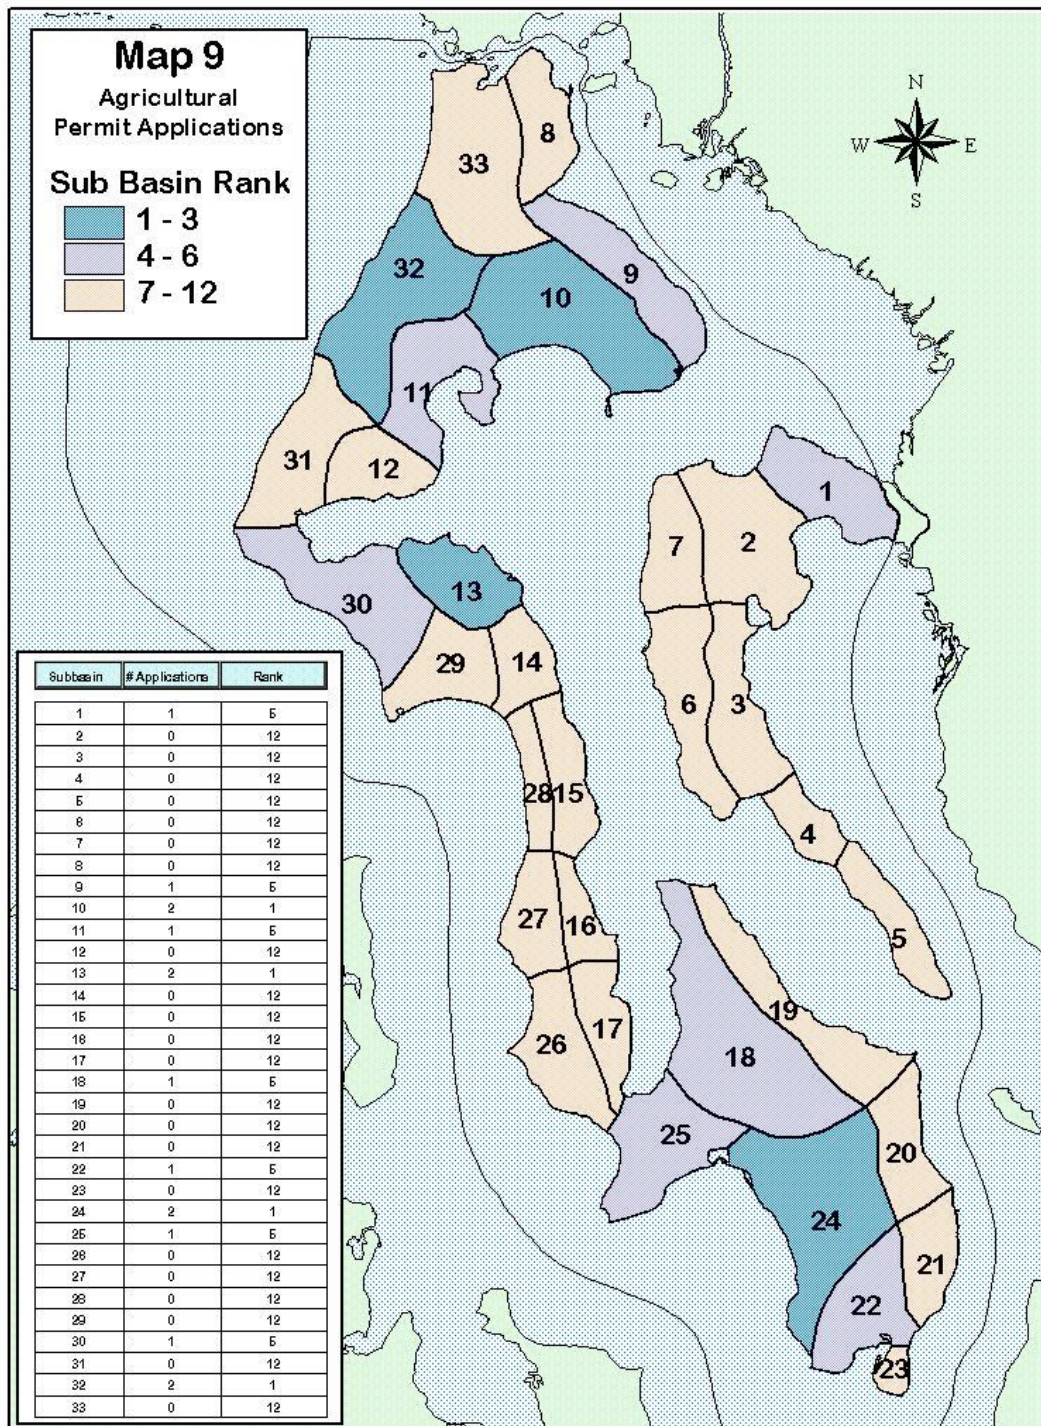 Map 9
Agricultural
Permit Applications
Sub Basin Rank
1 - 3
4 - 6
7 - 12
N
W E
S
33
8
32
9
10
11
31
12
1
7
2
13
30
29
14
6
3
28
15
4
27
16
5
19
26
17
18
25
20
24
21
22
23
Subbasin # Applications Rank
1 1 5
2 0 12
3 0 12
4 0 12
5 0 12
6 0 12
7 0 12
8 0 12
9 1 5
10 2 1
11 1 5
12 0 12
13 2 1
14 0 12
15 0 12
16 0 12
17 0 12
18 1 5
19 0 12
20 0 12
21 0 12
22 1 5
23 0 12
24 2 1
25 1 5
26 0 12
27 0 12
28 0 12
29 0 12
30 1 5
31 0 12
32 2 1
33 0 12